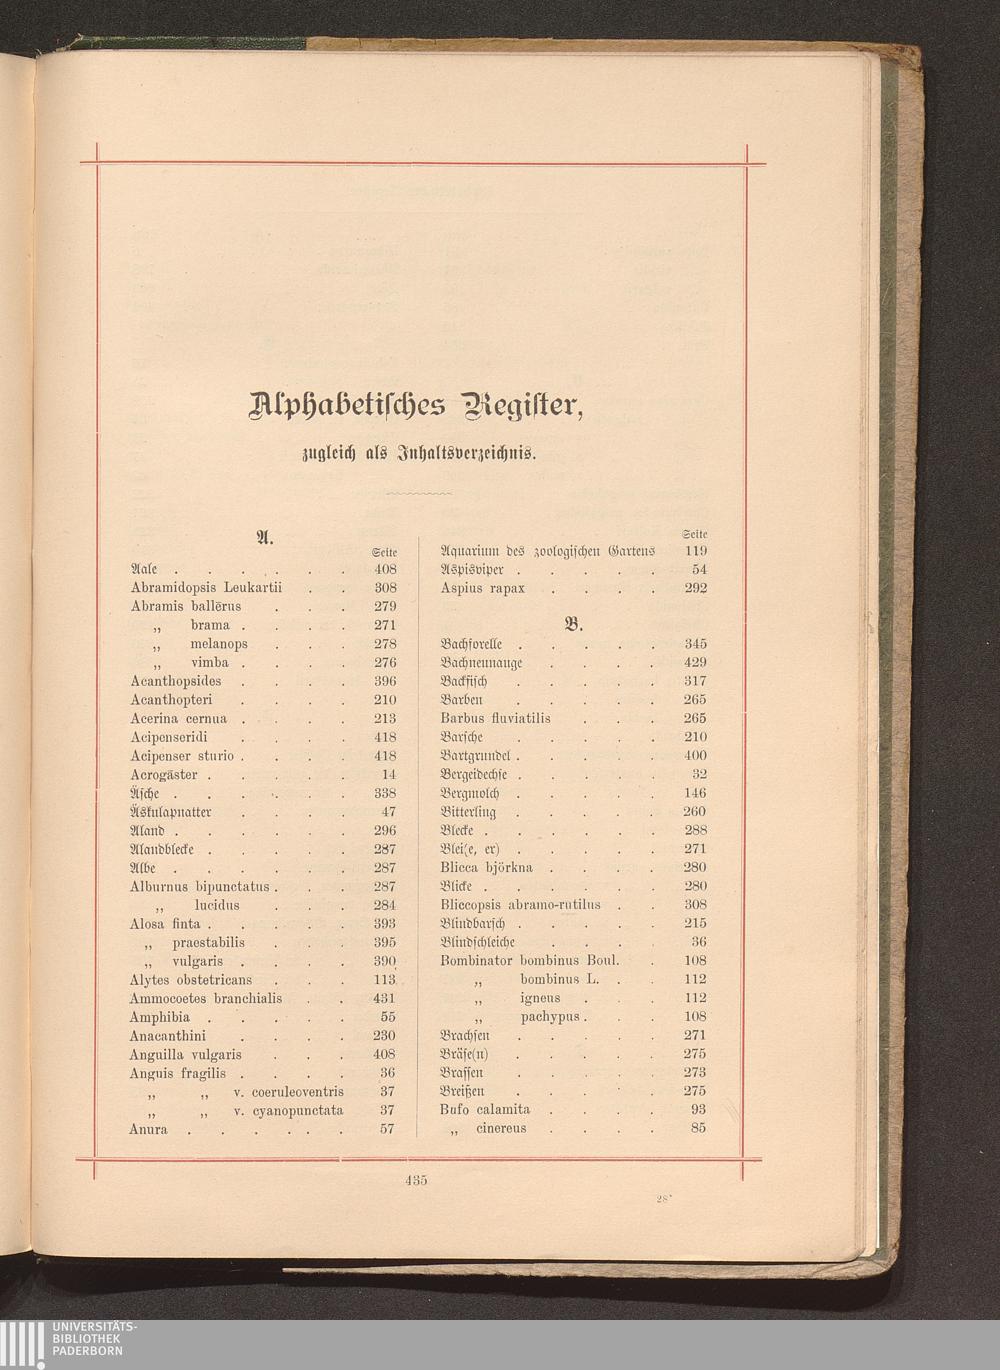 Alphabetisches Register,
zugleich als Inhaltsverzeichnis.
A.
Seite
Aale . . . . . . 408
Abramidopsis Leukartii . . 308
Abramis ballērus . . . 279
„ brama . . . . 271
„ melanops . . . 278
„ vimba . . . . 276
Acanthopsides . . . . 396
Acanthopteri . . . . 210
Acerina cernua . . . . 213
Acipenseridi . . . . 418
Acipenser sturio . . . . 418
Acrogäster . . . . . 14
Äsche . . . . . . 338
Äskulapnatter . . . . 47
Aland . . . . . . 296
Alandblecke . . . . . 287
Albe . . . . . . 287
Alburnus bipunctatus . . . 287
„ lucidus . . . 284
Alosa finta . . . . . 393
„ praestabilis . . . 395
„ vulgaris . . . . 390
Alytes obstetricans . . . 113
Ammocoetes branchialis . . 431
Amphibia . . . . . 55
Anacanthini . . . . 230
Anguilla vulgaris . . . 408
Anguis fragilis . . . . 36
„ „ v. coeruleoventris 37
„ „ v. cyanopunctata 37
Anura . . . . . . 57
Seite
Aquarium des zoologischen Gartens 119
Aspisviper . . . . . 54
Aspius rapax . . . . 292
B.
Bachforelle . . . . . 345
Bachneunauge . . . . 429
Backfisch . . . . . 317
Barben . . . . . 265
Barbus fluviatilis . . . 265
Barsche . . . . . 210
Bartgrundel . . . . . 400
Bergeidechse . . . . . 32
Bergmolch . . . . . 146
Bitterling . . . . . 260
Blecke . . . . . . 288
Blei(e, er) . . . . . 271
Blicca björkna . . . . 280
Blicke . . . . . . 280
Bliccopsis abramo-rutilus . . 308
Blindbarsch . . . . . 215
Blindschleiche . . . 36
Bombinator bombinus Boul. . 108
„ bombinus L. . . 112
„ igneus . . . 112
„ pachypus . . . 108
Brachsen . . . . . 271
Bräse(n) . . . . . 275
Brassen . . . . . 273
Breißen . . . . . 275
Bufo calamita . . . . 93
„ cinereus . . . . 85
435
28*
UNIVERSITÄTS-
BIBLIOTHEK
PADERBORN